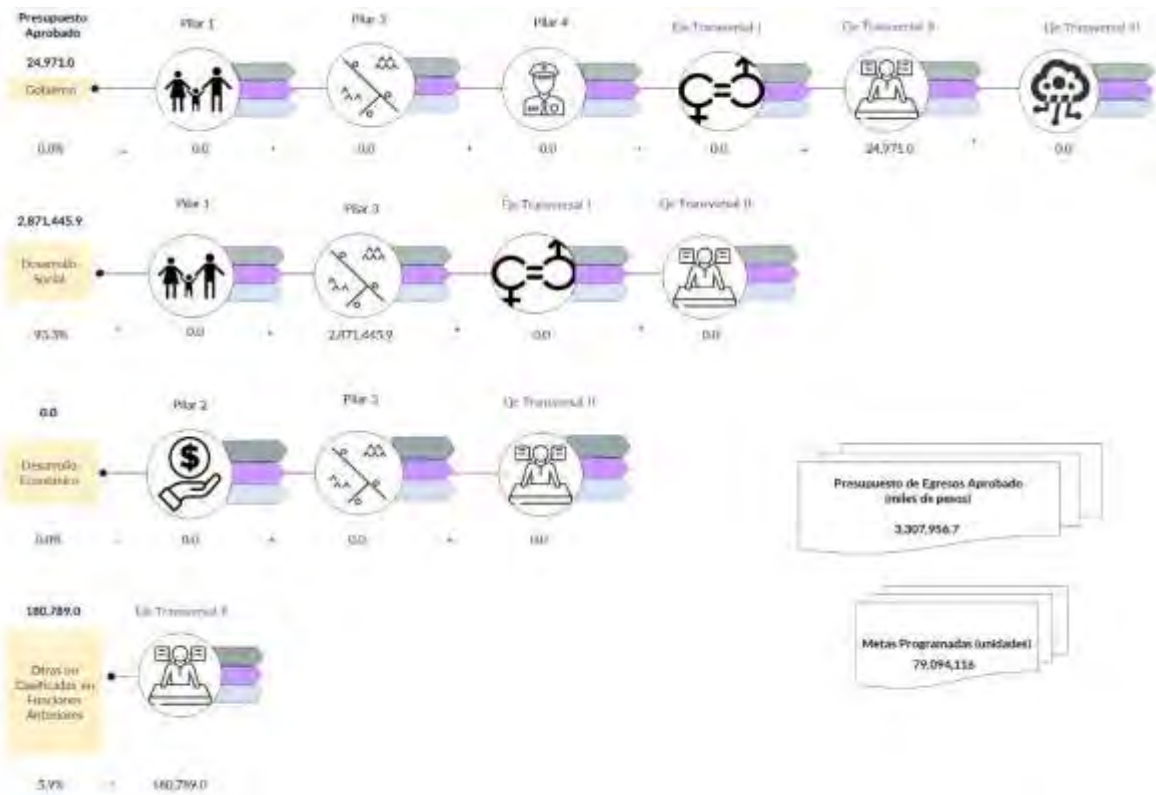 Presupuesto
Aprobado
Pilar 1
Pilar 3
Pilar 4
Eje Transversal I
Eje Transversal II
Eje Transversal III
24,971.0
Gobierno
0.0
0.0
0.0
0.0
24,971.0
0.0
2,871,445.9
Pilar 1
Pilar 3
Eje Transversal I
Eje Transversal II
Desarrollo
Social
93.3%
0.0
2,871,445.9
0.0
0.0
0.0
Pilar 2
Pilar 3
Eje Transversal II
Desarrollo
Económico
0.0%
0.0
0.0
0.0
Presupuesto de Egresos Aprobado
(miles de pesos)
3,307,956.7
180,789.0
Eje Transversal II
Otras no
Clasificadas en
Funciones
Anteriores
5.9%
180,789.0
Metas Programadas (unidades)
79,094,116